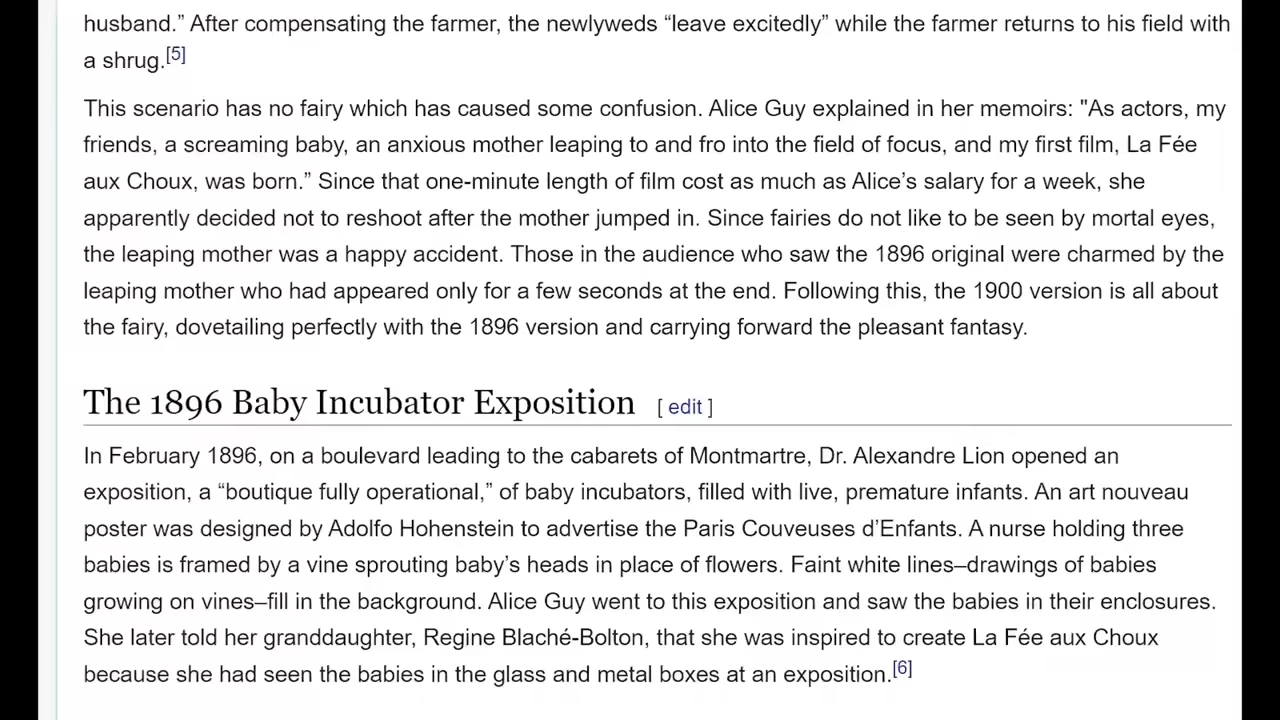 husband.” After compensating the farmer, the newlyweds “leave excitedly” while the farmer returns to his field with
a shrug.[5]
This scenario has no fairy which has caused some confusion. Alice Guy explained in her memoirs: "As actors, my
friends, a screaming baby, an anxious mother leaping to and fro into the field of focus, and my first film, La Fée
aux Choux, was born.” Since that one-minute length of film cost as much as Alice’s salary for a week, she
apparently decided not to reshoot after the mother jumped in. Since fairies do not like to be seen by mortal eyes,
the leaping mother was a happy accident. Those in the audience who saw the 1896 original were charmed by the
leaping mother who had appeared only for a few seconds at the end. Following this, the 1900 version is all about
the fairy, dovetailing perfectly with the 1896 version and carrying forward the pleasant fantasy.
The 1896 Baby Incubator Exposition [ edit ]
In February 1896, on a boulevard leading to the cabarets of Montmartre, Dr. Alexandre Lion opened an
exposition, a “boutique fully operational,” of baby incubators, filled with live, premature infants. An art nouveau
poster was designed by Adolfo Hohenstein to advertise the Paris Couveuses d’Enfants. A nurse holding three
babies is framed by a vine sprouting baby’s heads in place of flowers. Faint white lines–drawings of babies
growing on vines–fill in the background. Alice Guy went to this exposition and saw the babies in their enclosures.
She later told her granddaughter, Regine Blaché-Bolton, that she was inspired to create La Fée aux Choux
because she had seen the babies in the glass and metal boxes at an exposition.[6]